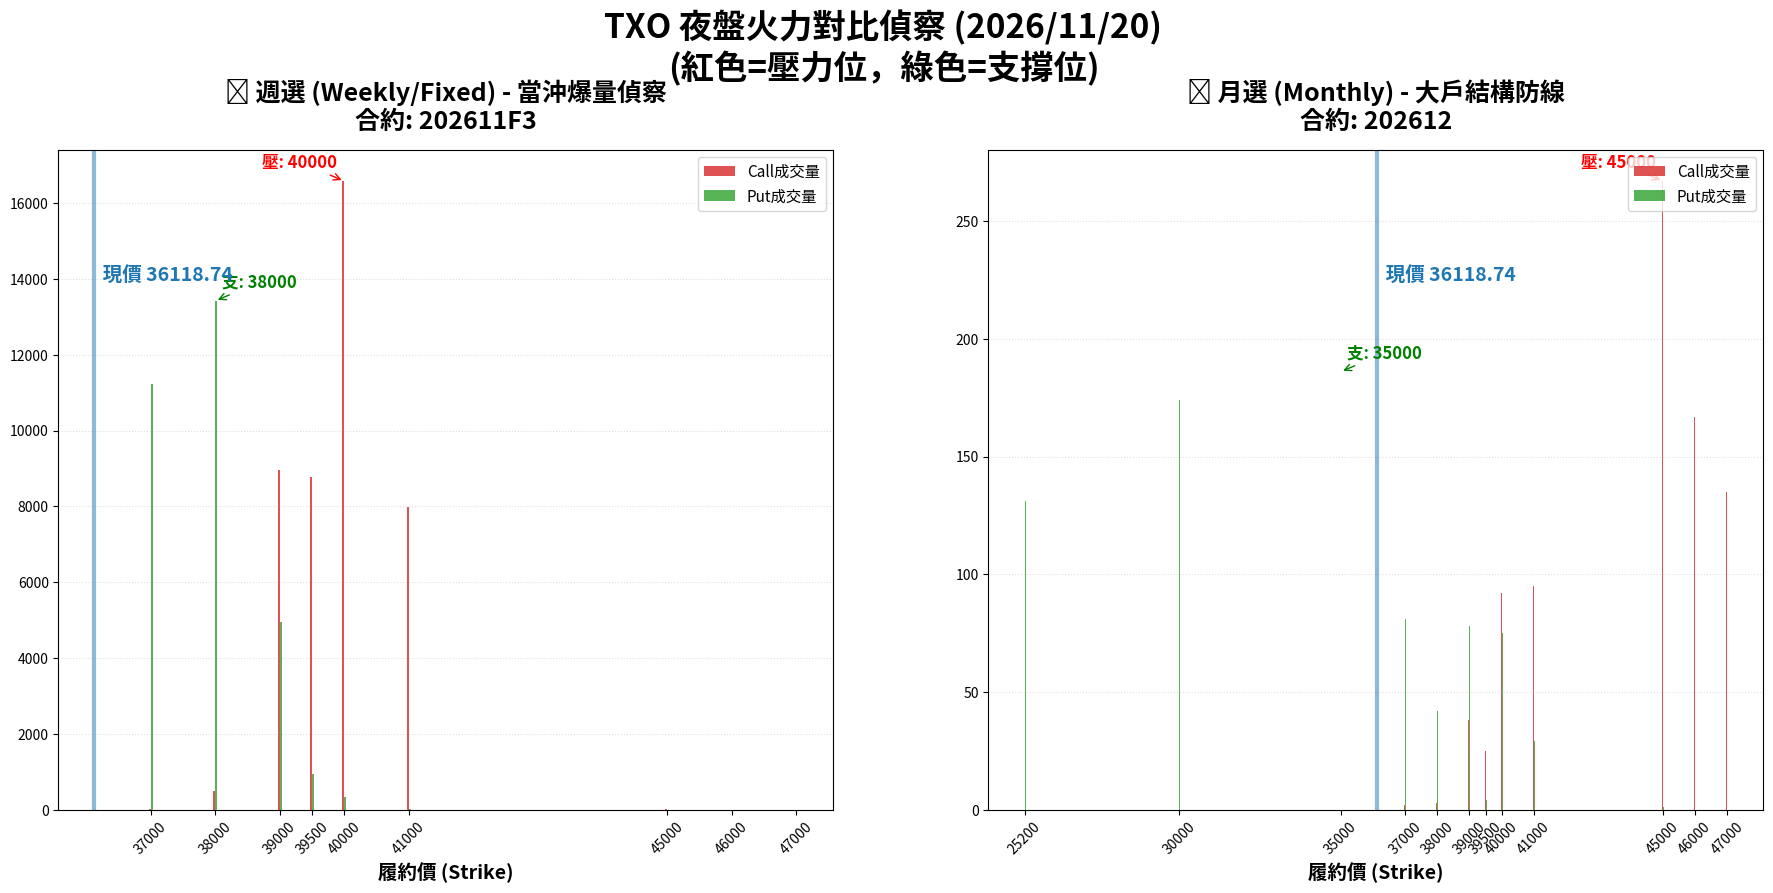 TXO 夜盤火力對比偵察 (2026/11/20)
(紅色=壓力位，綠色=支撐位)
週選 (Weekly/Fixed) - 當沖爆量偵察
合約: 202611F3
壓: 40000
Call成交量
Put成交量
現價 36118.74
支: 38000
16000
14000
12000
10000
8000
6000
4000
2000
0
37000
38000
39000
39500
40000
41000
45000
46000
47000
履約價 (Strike)
月選 (Monthly) - 大戶結構防線
合約: 202612
壓: 45000
Call成交量
Put成交量
現價 36118.74
支: 35000
250
200
150
100
50
0
25200
30000
35000
37000
38000
39000
39500
40000
41000
45000
46000
47000
履約價 (Strike)